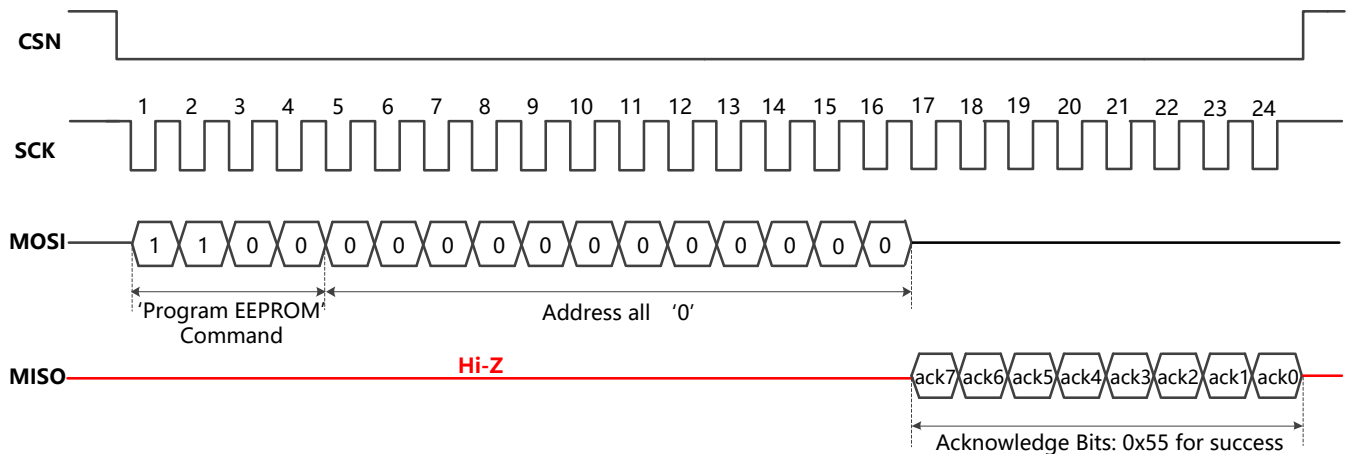 CSN
1 2 3 4 5 6 7 8 9 10 11 12 13 14 15 16 17 18 19 20 21 22 23 24
SCK
MOSI 1 1 0 0 0 0 0 0 0 0 0 0 0 0 0 0
‘Program EEPROM’ Address all ‘0’
Command
Hi-Z
MISO ack7 ack6 ack5 ack4 ack3 ack2 ack1 ack0
Acknowledge Bits: 0x55 for success